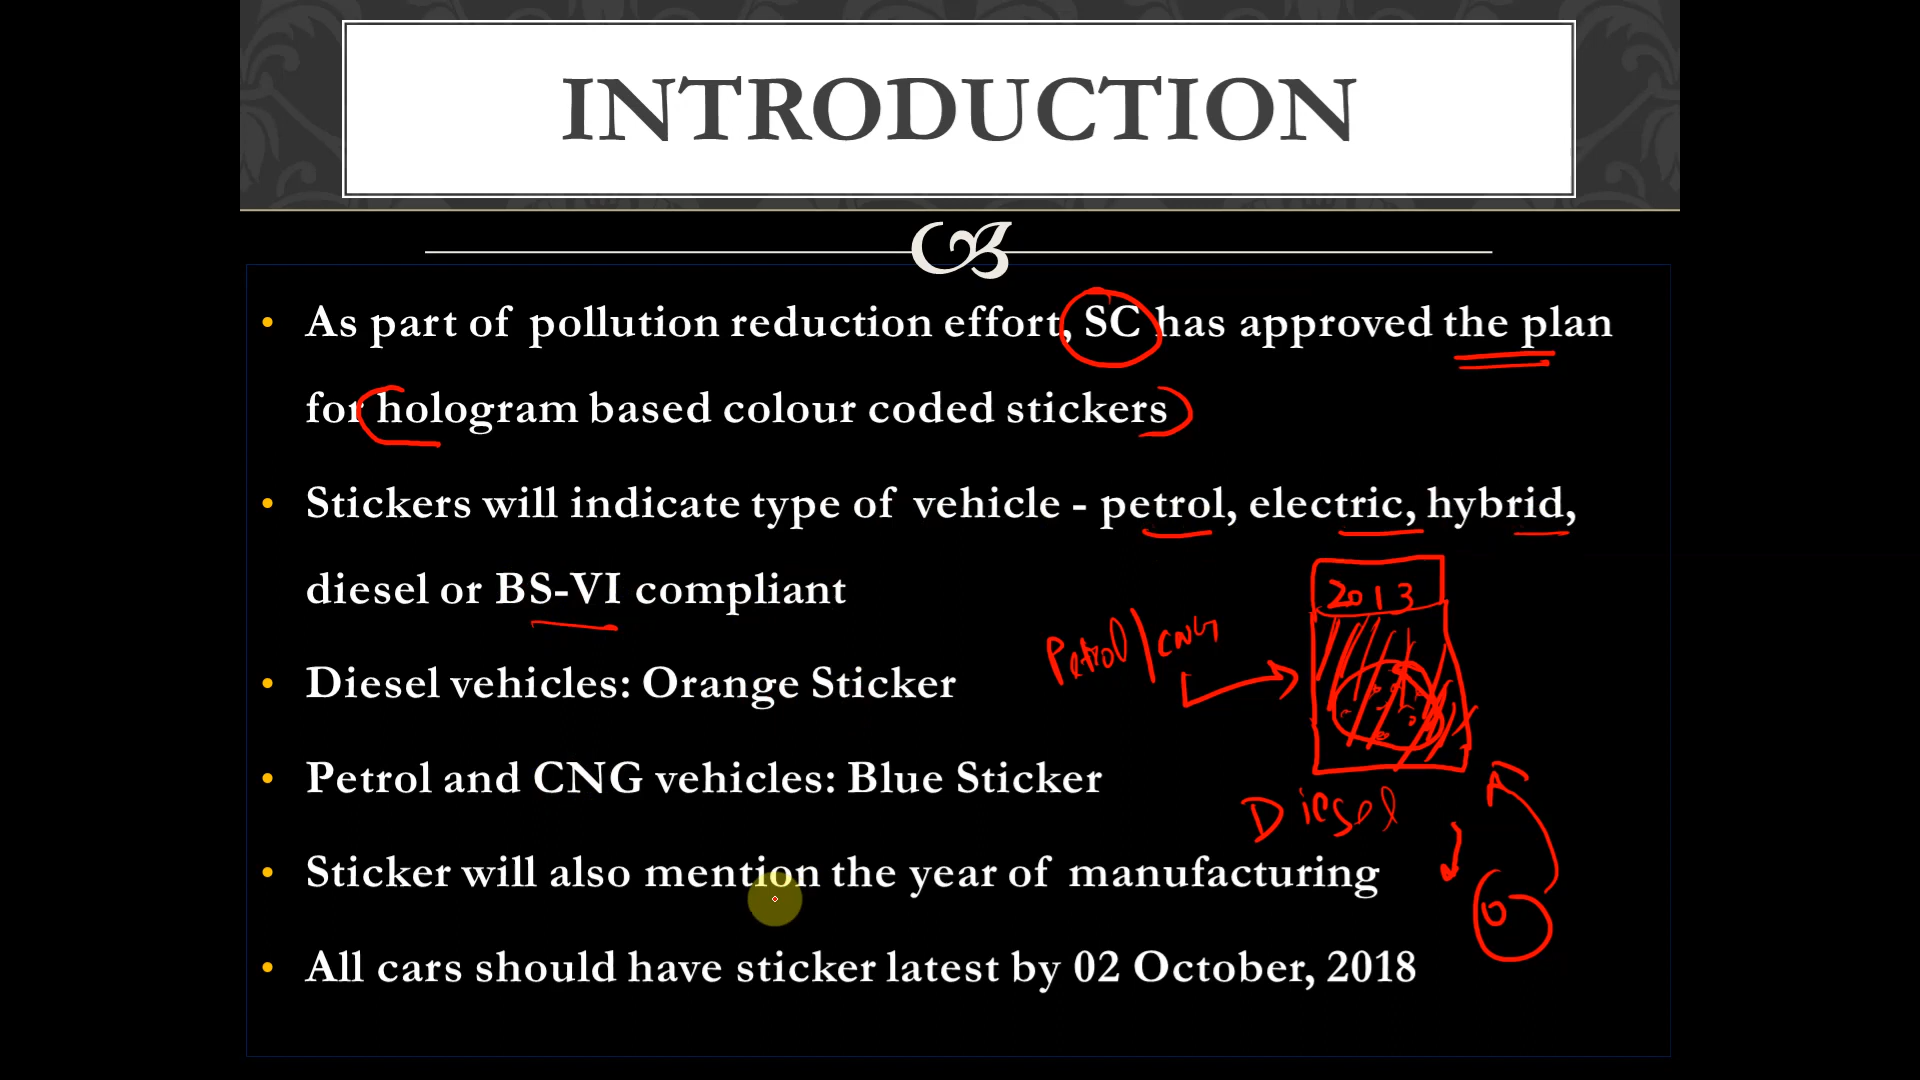 INTRODUCTION
• As part of pollution reduction effort, SC has approved the plan
for hologram based colour coded stickers
• Stickers will indicate type of vehicle - petrol, electric, hybrid,
diesel or BS-VI compliant
2013
Petrol/CNG
• Diesel vehicles: Orange Sticker
• Petrol and CNG vehicles: Blue Sticker
Diesel
• Sticker will also mention the year of manufacturing
• All cars should have sticker latest by 02 October, 2018